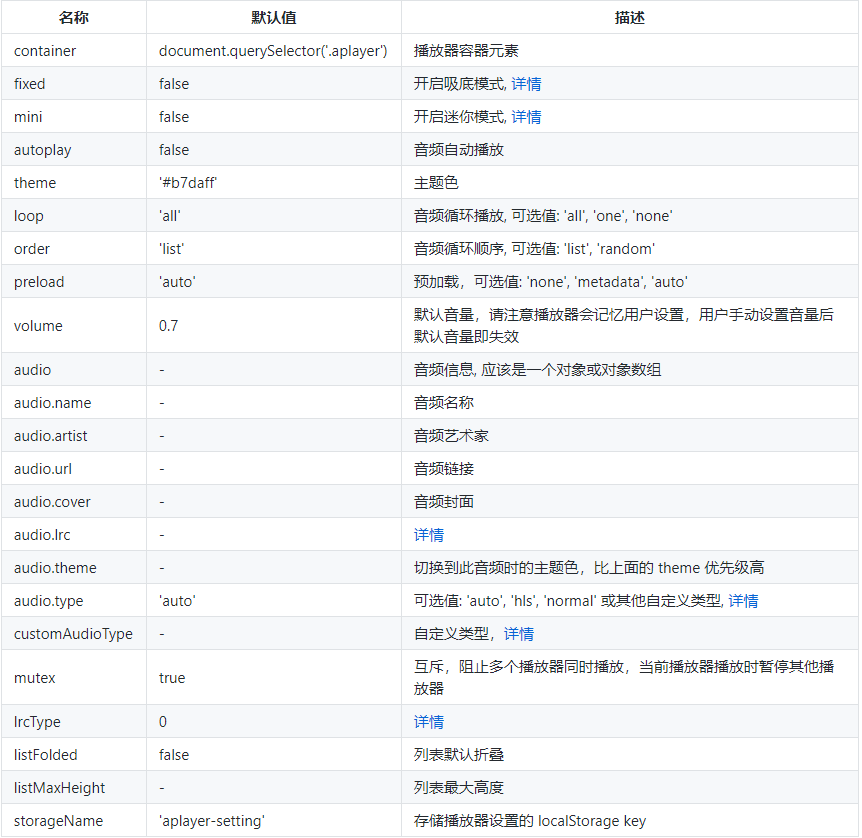 名称 默认值 描述
container document.querySelector('.aplayer') 播放器容器元素
fixed false 开启吸底模式, 详情
mini false 开启迷你模式, 详情
autoplay false 音频自动播放
theme '#b7daff' 主题色
loop 'all' 音频循环播放, 可选值: 'all', 'one', 'none'
order 'list' 音频循环顺序, 可选值: 'list', 'random'
preload 'auto' 预加载，可选值: 'none', 'metadata', 'auto'
volume 0.7 默认音量，请注意播放器会记忆用户设置，用户手动设置音量后
默认音量即失效
audio - 音频信息, 应该是一个对象或对象数组
audio.name - 音频名称
audio.artist - 音频艺术家
audio.url - 音频链接
audio.cover - 音频封面
audio.lrc - 详情
audio.theme - 切换到此音频时的主题色，比上面的 theme 优先级高
audio.type 'auto' 可选值: 'auto', 'hls', 'normal' 或其他自定义类型, 详情
customAudioType - 自定义类型，详情
mutex true 互斥，阻止多个播放器同时播放，当前播放器播放时暂停其他播
放器
lrcType 0 详情
listFolded false 列表默认折叠
listMaxHeight - 列表最大高度
storageName 'aplayer-setting' 存储播放器设置的 localStorage key